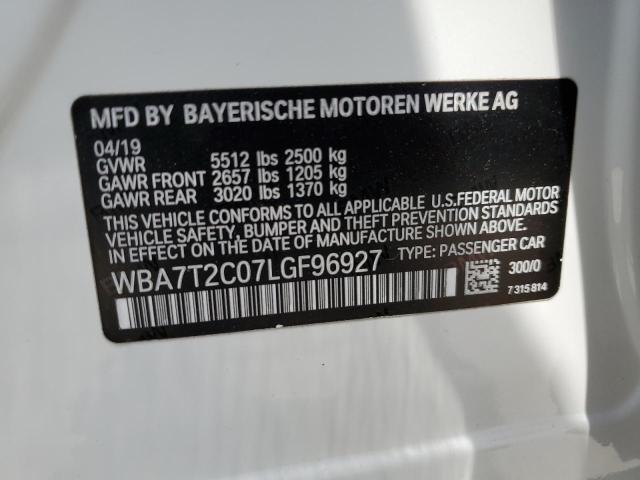 MFD BY BAYERISCHE MOTOREN WERKE AG
04/19
GVWR 5512 lbs 2500 kg
GAWR FRONT 2657 lbs 1205 kg
GAWR REAR 3020 lbs 1370 kg
THIS VEHICLE CONFORMS TO ALL APPLICABLE U.S.FEDERAL MOTOR
VEHICLE SAFETY, BUMPER AND THEFT PREVENTION STANDARDS
IN EFFECT ON THE DATE OF MANUFACTURE SHOWN ABOVE.
WBA7T2C07LGF96927 TYPE: PASSENGER CAR
300/0
7 315 814